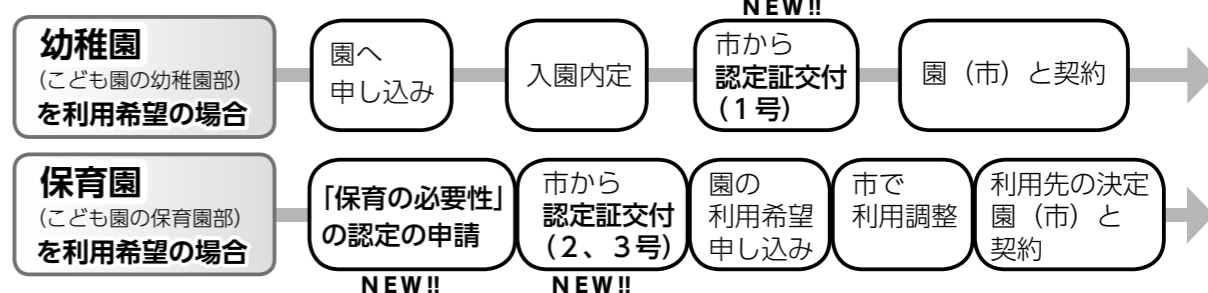 NEW!!
幼稚園
(こども園の幼稚園部)
を利用希望の場合
園へ
申し込み
入園内定
市から
認定証交付
(1号)
園（市）と契約
保育園
(こども園の保育園部)
を利用希望の場合
「保育の必要性」
の認定の申請
NEW!!
市から
認定証交付
(2、3号)
NEW!!
園の
利用希望
申し込み
市で
利用調整
利用先の決定
園（市）と
契約